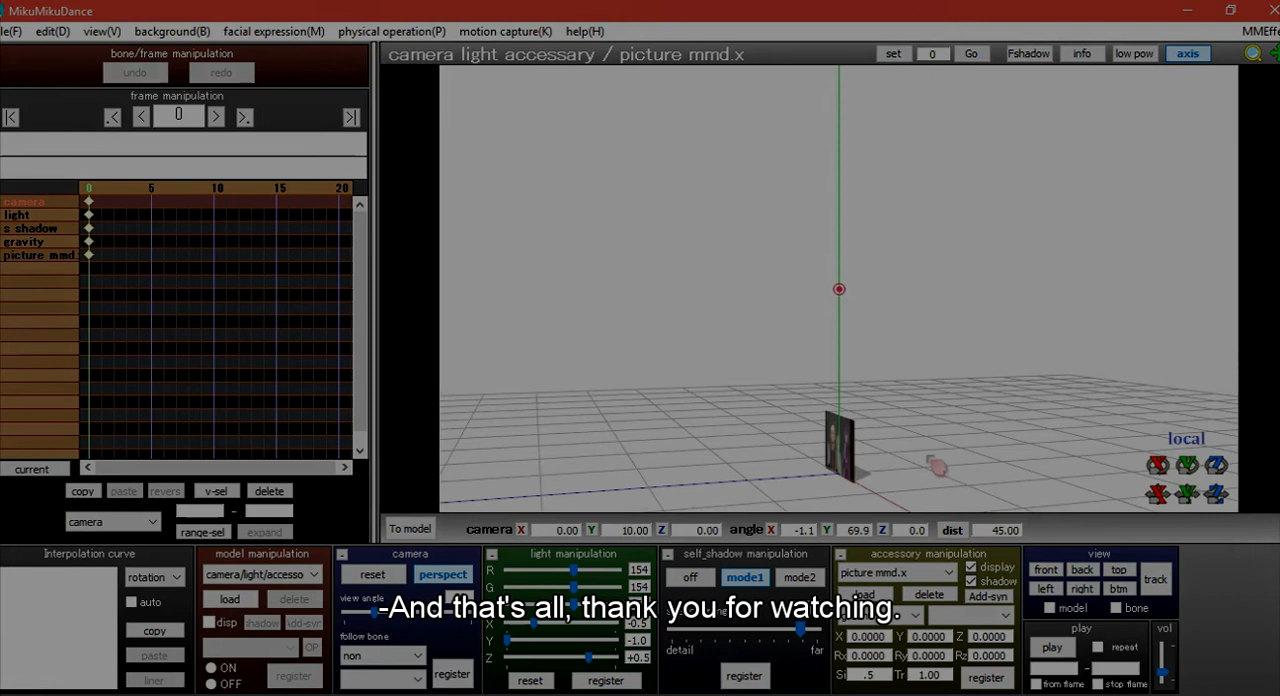 MikuMikuDance
le(F) edit(D) view(V) background(B) facial expression(M) physical operation(P) motion capture(K) help(H) MMEffe
bone/frame manipulation
undo redo
frame manipulation
|< .< < 0 > >. >|
0 5 10 15 20
camera
light
s shadow
gravity
picture mmd.
current < >
copy paste revers v-sel delete
camera -
range-sel expand
camera light accessary / picture mmd.x set 0 Go Fshadow info low pow axis
local
X Y Z
X Y Z
To model camera X 0.00 Y 10.00 Z 0.00 angle X -1.1 Y 69.9 Z 0.0 dist 45.00
Interpolation curve
rotation
auto
copy
paste
liner
model manipulation
camera/light/accesso
load delete
disp shadow Add-syn
OP
ON
OFF
register
- camera
reset perspect
view angle
follow bone
non
register
- light manipulation
R 154
G 154
X -0.5
Y -1.0
Z +0.5
reset register
- self_shadow manipulation
off mode1 mode2
detail far
register
- accessory manipulation
picture mmd.x display
shadow
load delete Add-syn
X 0.0000 Y 0.0000 Z 0.0000
Rx 0.0000 Ry 0.0000 Rz 0.0000
Si .5 Tr 1.00 register
view
front back top
left right btm track
model bone
play
play repeat
-
from flame stop flame
vol
-And that's all, thank you for watching.